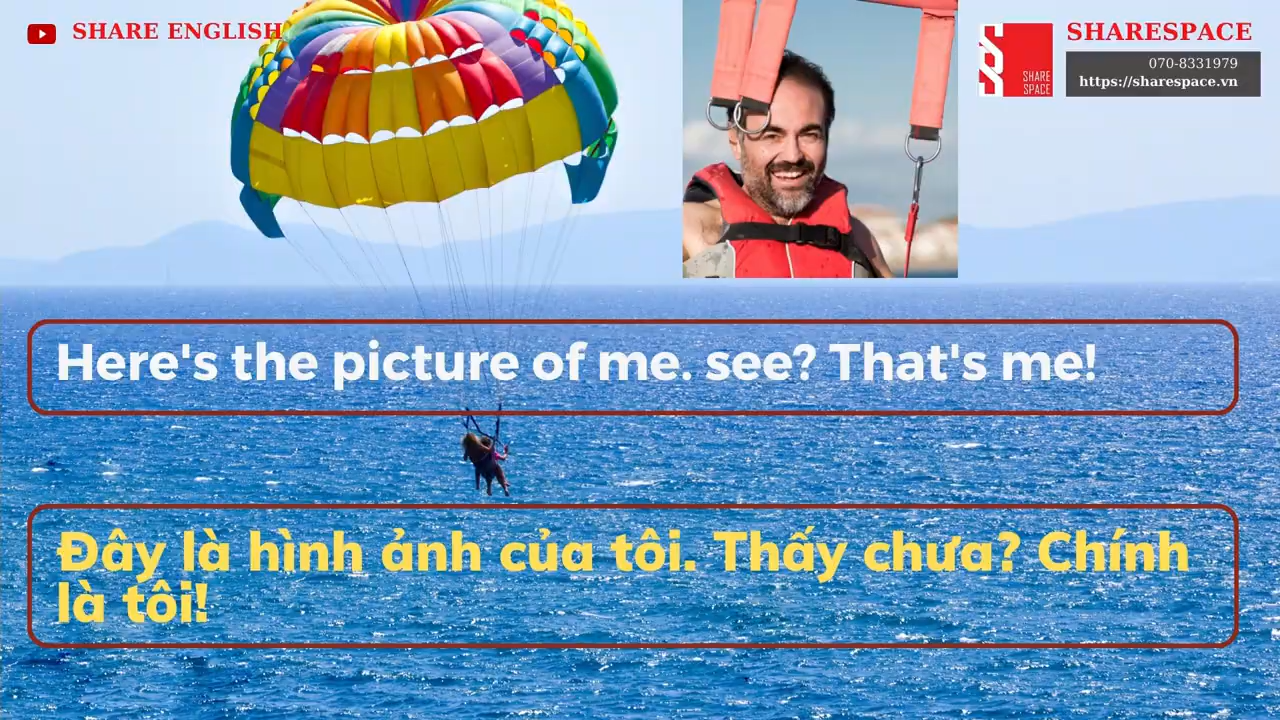 SHARE ENGLISH
SHARESPACE
070-8331979
https://sharespace.vn
SHARE
SPACE
Here's the picture of me. see? That's me!
Đây là hình ảnh của tôi. Thấy chưa? Chính
là tôi!